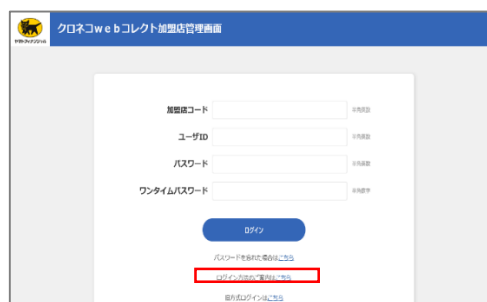 クロネコｗｅｂコレクト加盟店管理画面
加盟店コード
ユーザID
パスワード
ワンタイムパスワード
ログイン
パスワードを忘れた場合はこちら
ログイン方法のご案内はこちら
旧方式ログインはこちら